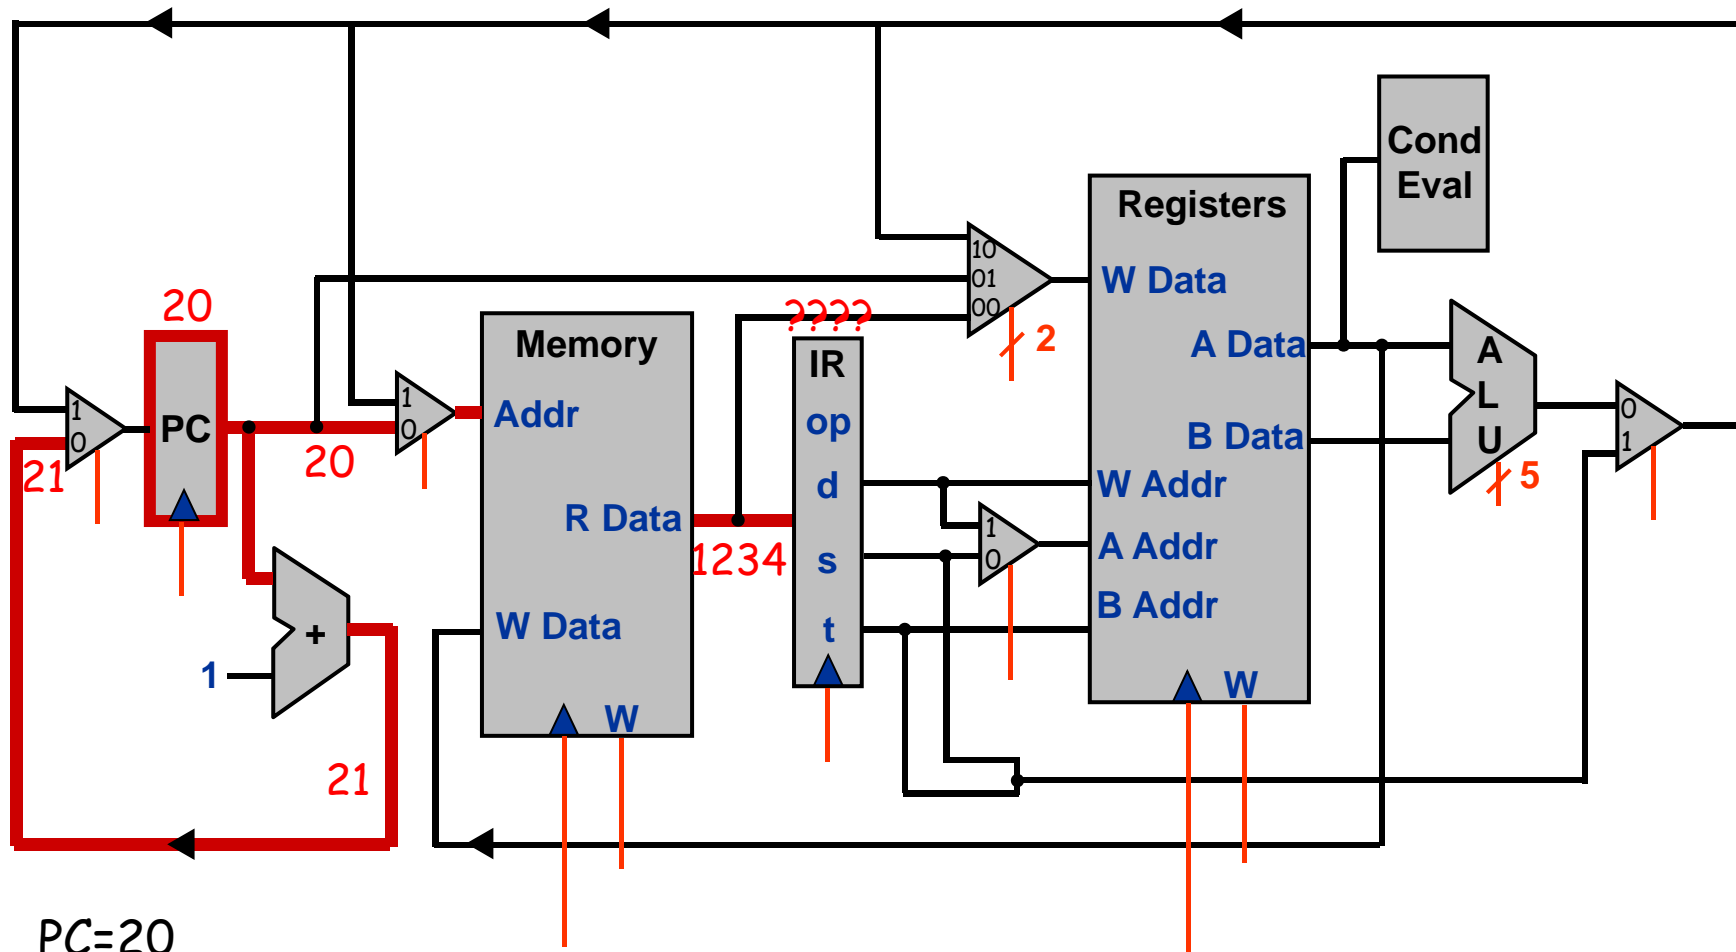 Cond
Eval
Registers
10
01
00
W Data
20
????
2
Memory
IR
A Data
A
L
U
1
0
PC
1
0
Addr
op
B Data
0
1
21
20
d
W Addr
5
R Data
1234
s
1
0
A Addr
B Addr
+
W Data
t
1
W
W
21
PC=20